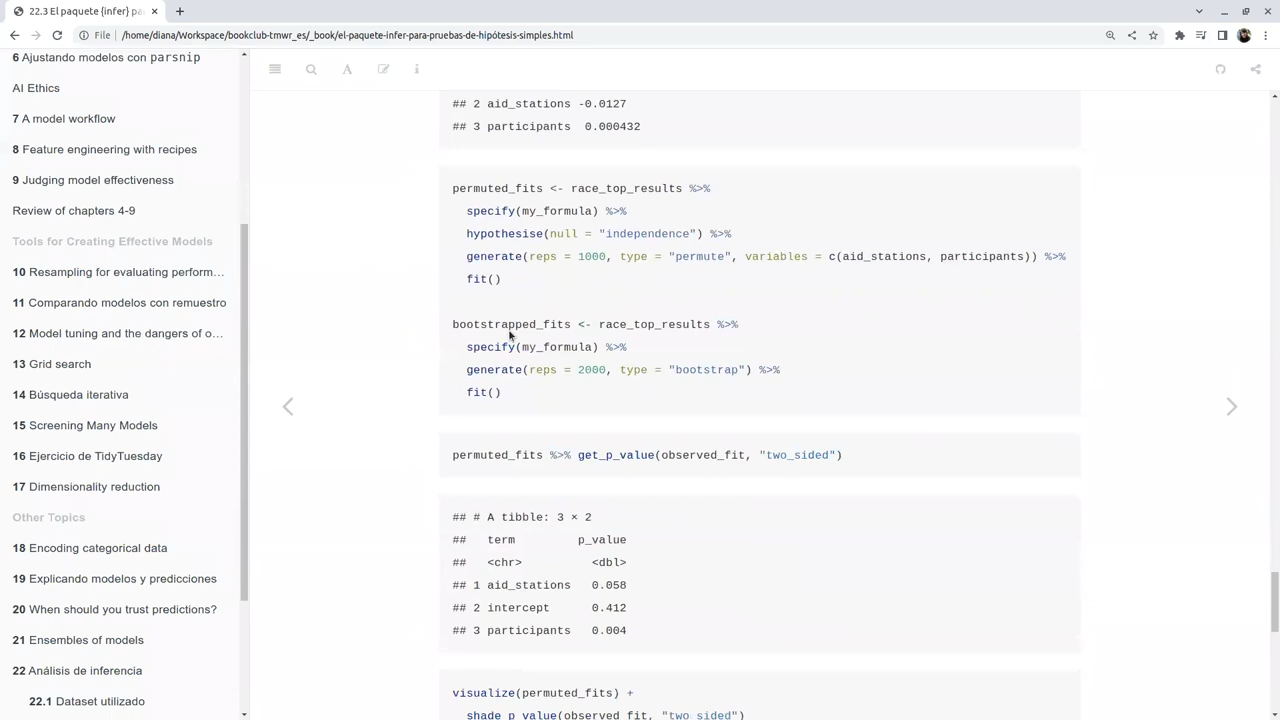 22.3 El paquete {infer} pa
File
/home/diana/Workspace/bookclub-tmwr_es/_book/el-paquete-infer-para-pruebas-de-hipótesis-simples.html
6 Ajustando modelos con parsnip
AI Ethics
7 A model workflow
8 Feature engineering with recipes
9 Judging model effectiveness
Review of chapters 4-9
Tools for Creating Effective Models
10 Resampling for evaluating perform…
11 Comparando modelos con remuestro
12 Model tuning and the dangers of o…
13 Grid search
14 Búsqueda iterativa
15 Screening Many Models
16 Ejercicio de TidyTuesday
17 Dimensionality reduction
Other Topics
18 Encoding categorical data
19 Explicando modelos y predicciones
20 When should you trust predictions?
21 Ensembles of models
22 Análisis de inferencia
22.1 Dataset utilizado
## 2 aid_stations -0.0127
## 3 participants  0.000432
permuted_fits <- race_top_results %>%
  specify(my_formula) %>%
  hypothesise(null = "independence") %>%
  generate(reps = 1000, type = "permute", variables = c(aid_stations, participants)) %>%
  fit()
bootstrapped_fits <- race_top_results %>%
  specify(my_formula) %>%
  generate(reps = 2000, type = "bootstrap") %>%
  fit()
permuted_fits %>% get_p_value(observed_fit, "two_sided")
## # A tibble: 3 × 2
##   term         p_value
##   <chr>          <dbl>
## 1 aid_stations   0.058
## 2 intercept      0.412
## 3 participants   0.004
visualize(permuted_fits) +
  shade_p_value(observed_fit, "two_sided")